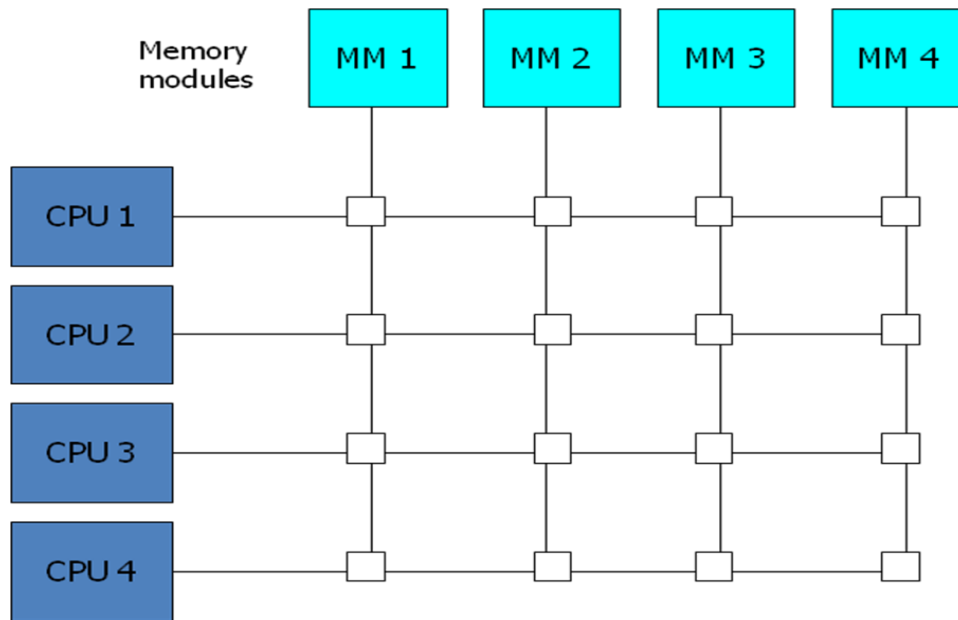 Memory
modules
MM 1
MM 2
MM 3
MM 4
CPU 1
CPU 2
CPU 3
CPU 4